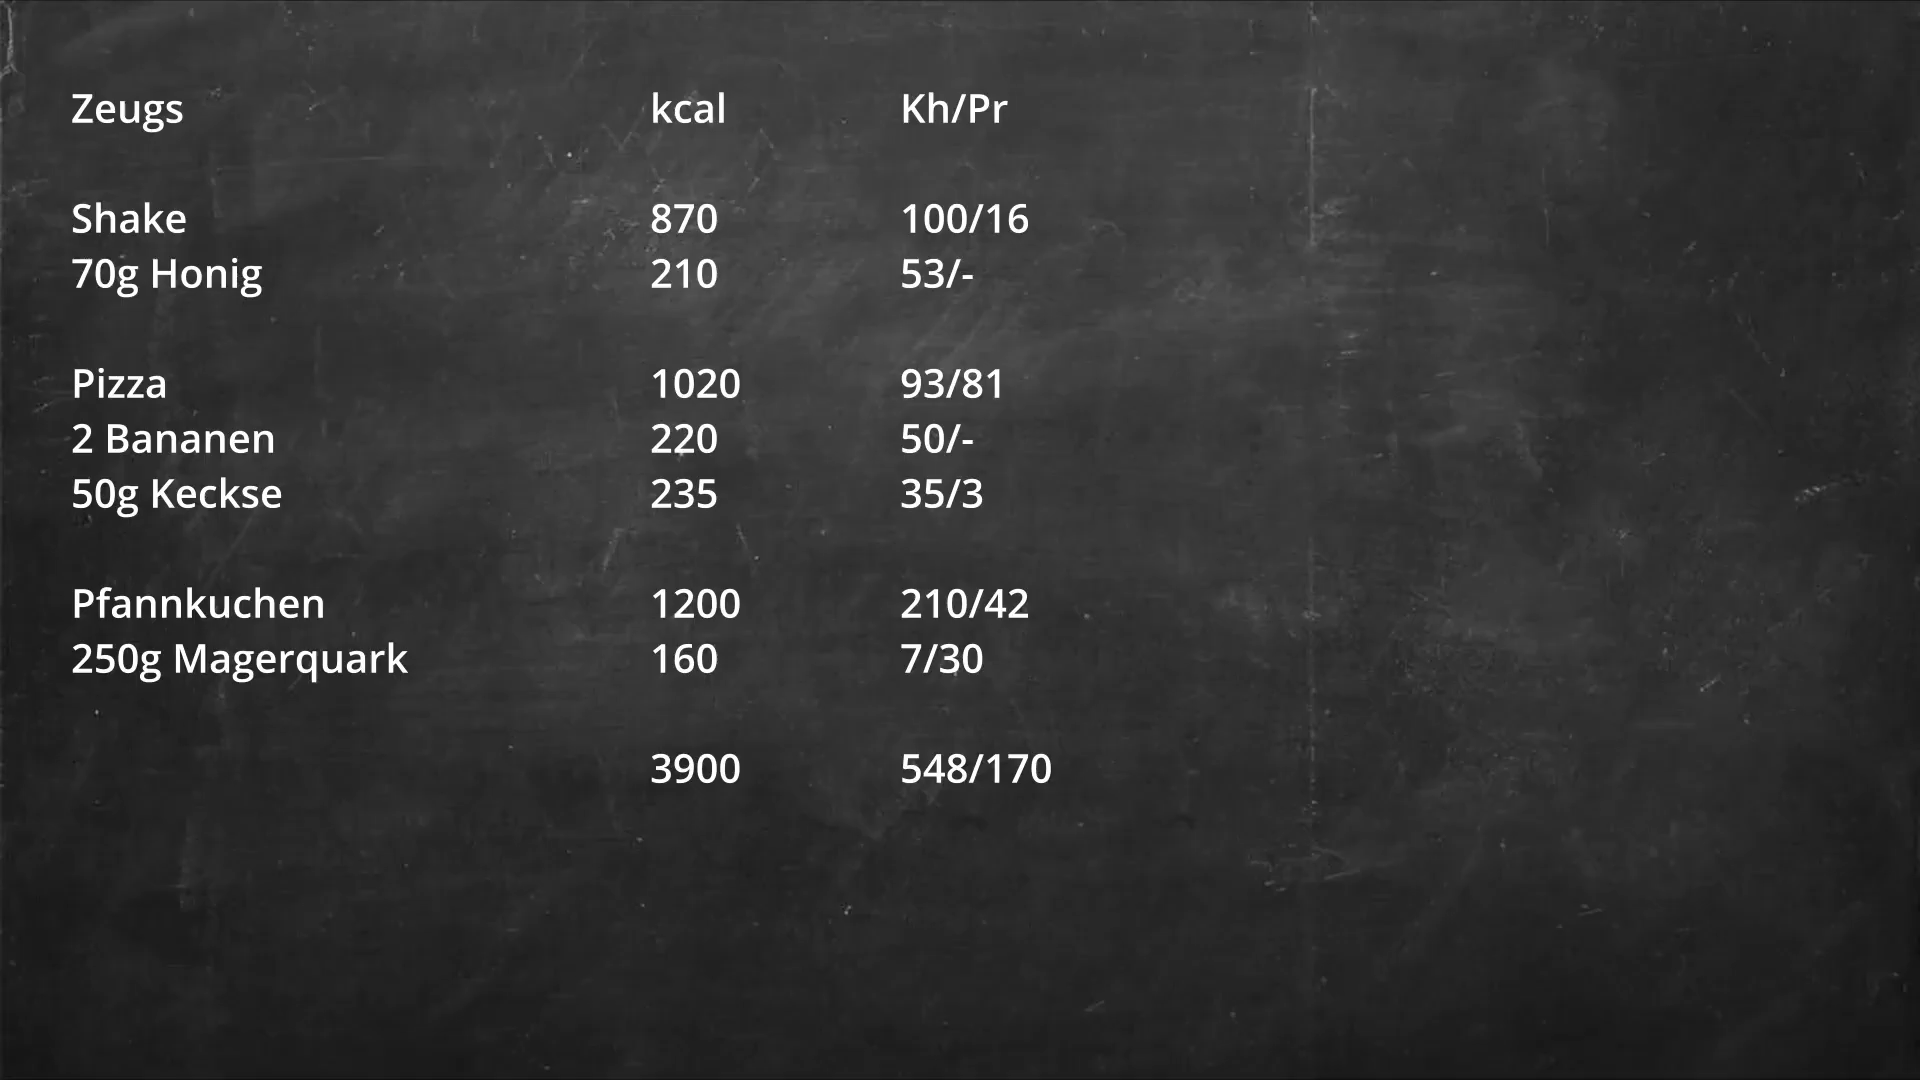 Zeugs kcal Kh/Pr
Shake 870 100/16
70g Honig 210 53/-
Pizza 1020 93/81
2 Bananen 220 50/-
50g Keckse 235 35/3
Pfannkuchen 1200 210/42
250g Magerquark 160 7/30
3900 548/170